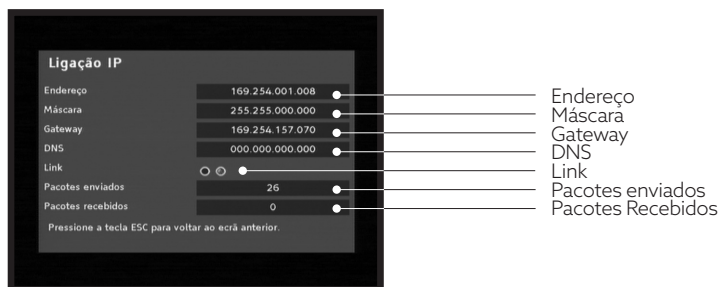 Ligação IP
Endereço 169.254.001.008
Máscara 255.255.000.000
Gateway 169.254.157.070
DNS 000.000.000.000
Link
Pacotes enviados 26
Pacotes recebidos 0
Pressione a tecla ESC para voltar ao ecrã anterior.
Endereço
Máscara
Gateway
DNS
Link
Pacotes enviados
Pacotes Recebidos